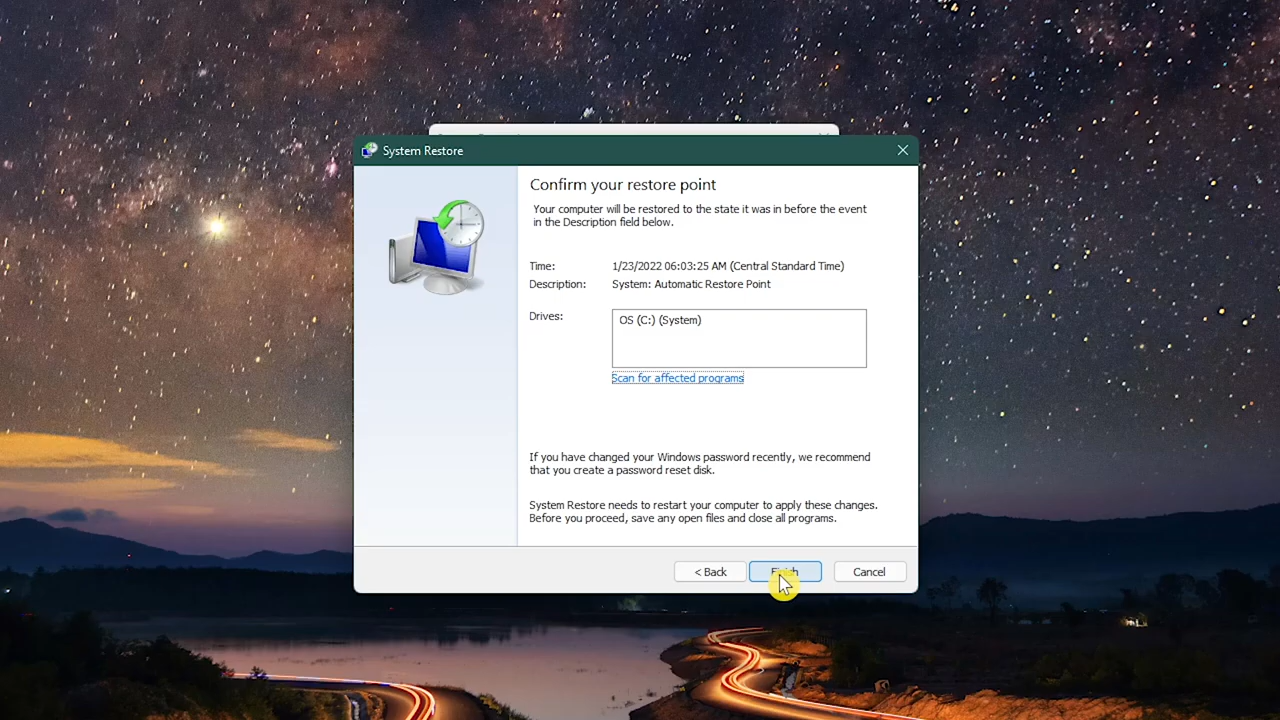 System Restore
Confirm your restore point
Your computer will be restored to the state it was in before the event
in the Description field below.
Time: 1/23/2022 06:03:25 AM (Central Standard Time)
Description: System: Automatic Restore Point
Drives: OS (C:) (System)
Scan for affected programs
If you have changed your Windows password recently, we recommend
that you create a password reset disk.
System Restore needs to restart your computer to apply these changes.
Before you proceed, save any open files and close all programs.
< Back Finish Cancel